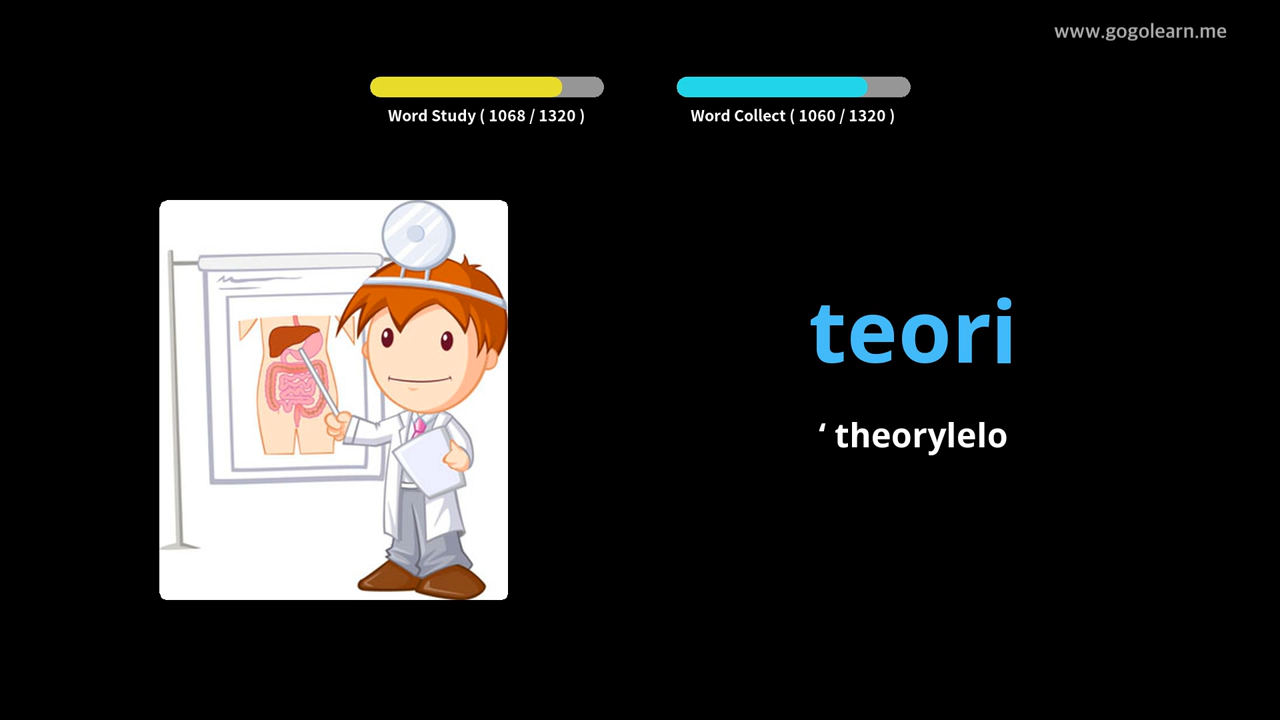 www.gogolearn.me
Word Study ( 1068 / 1320 )
Word Collect ( 1060 / 1320 )
teori
‘ theorylelo